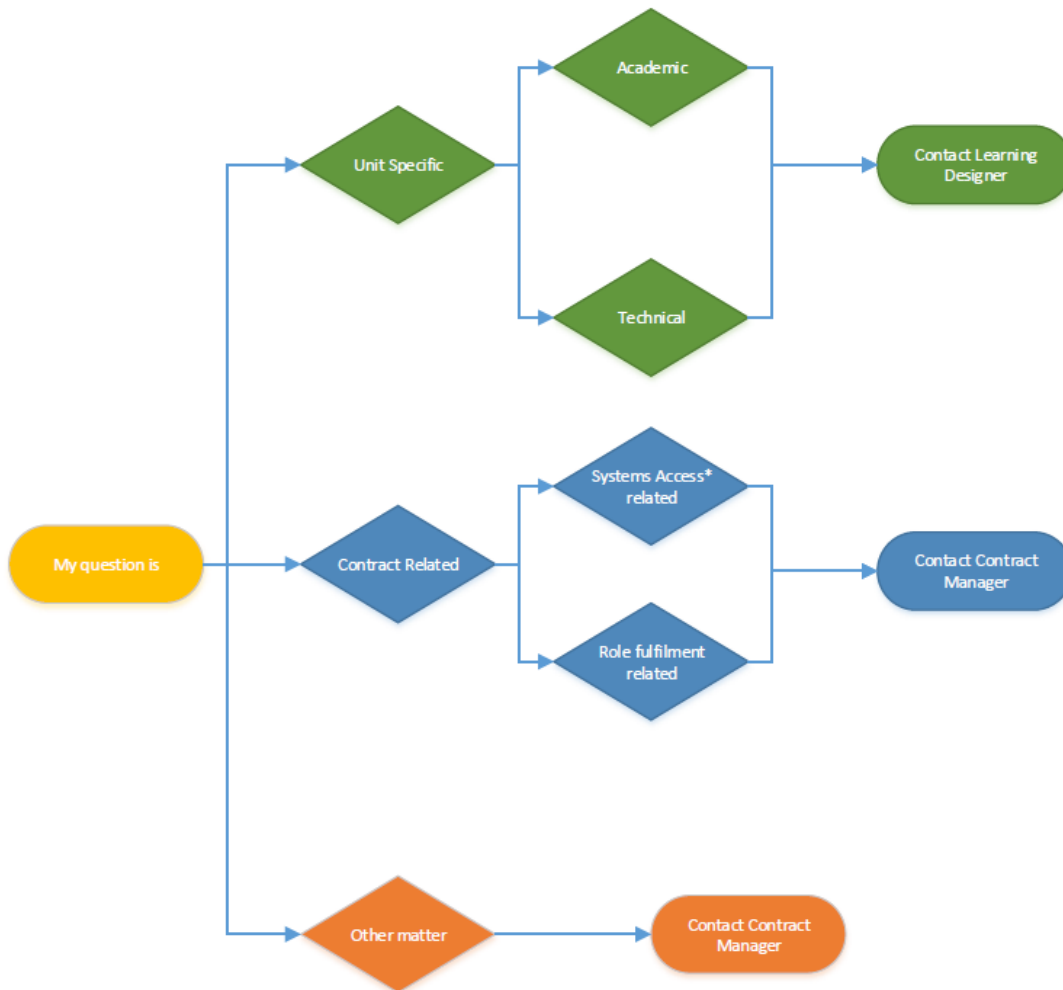 Academic
Unit Specific
Contact Learning
Designer
Technical
Systems Access*
related
My question is
Contract Related
Contact Contract
Manager
Role fulfilment
related
Other matter
Contact Contract
Manager